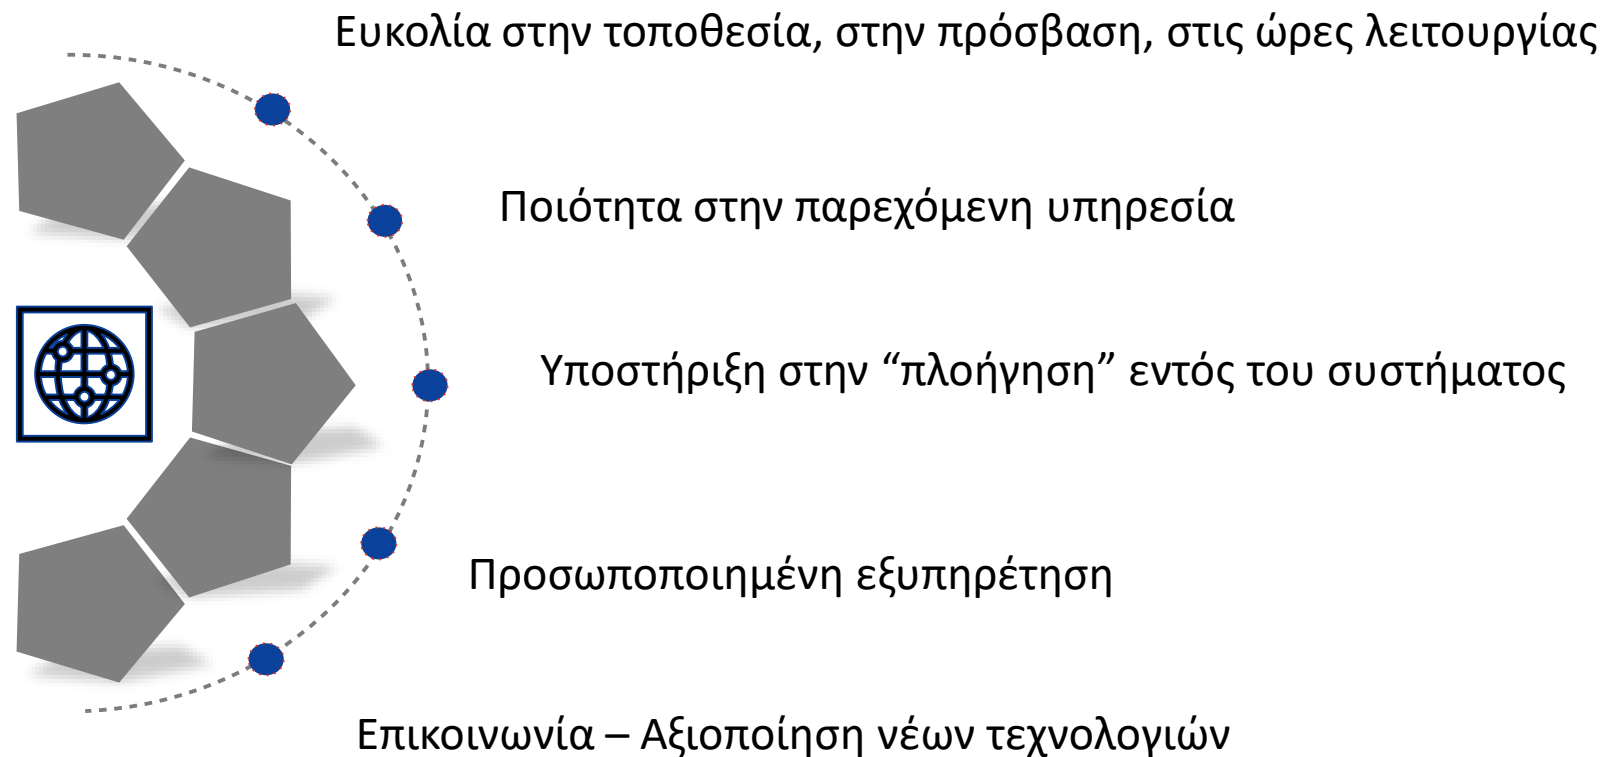 Ευκολία στην τοποθεσία, στην πρόσβαση, στις ώρες λειτουργίας
Ποιότητα στην παρεχόμενη υπηρεσία
Υποστήριξη στην “πλοήγηση” εντός του συστήματος
Προσωποποιημένη εξυπηρέτηση
Επικοινωνία – Αξιοποίηση νέων τεχνολογιών